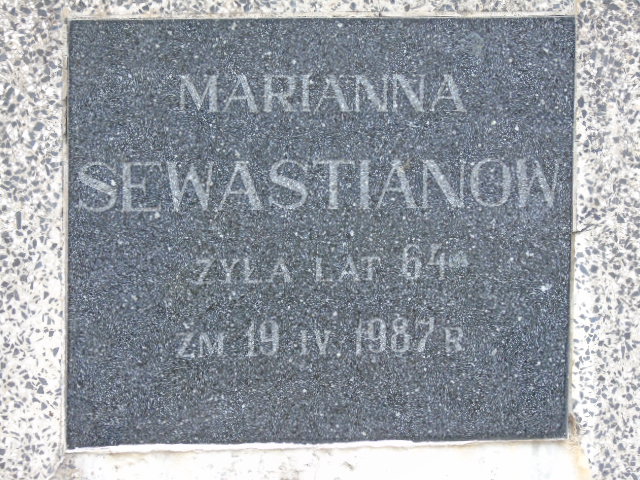 MARIANNA
SEWASTIANOW
ŻYŁA LAT 64
ZM 19 IV 1987 R